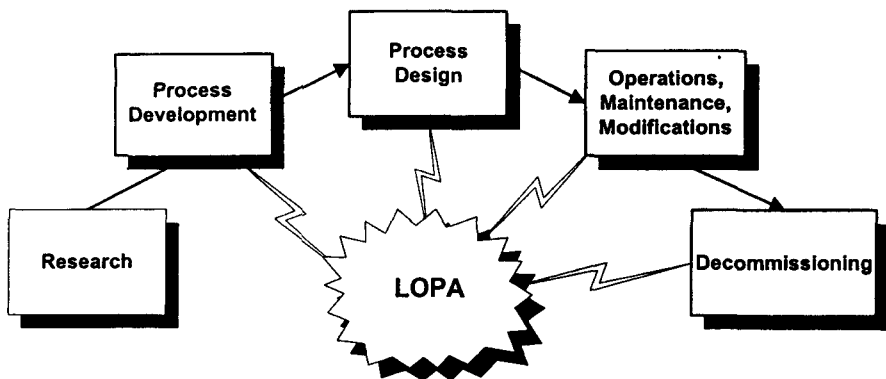 Process
Development
Process
Design
Operations,
Maintenance,
Modifications
Research
LOPA
Decommissioning